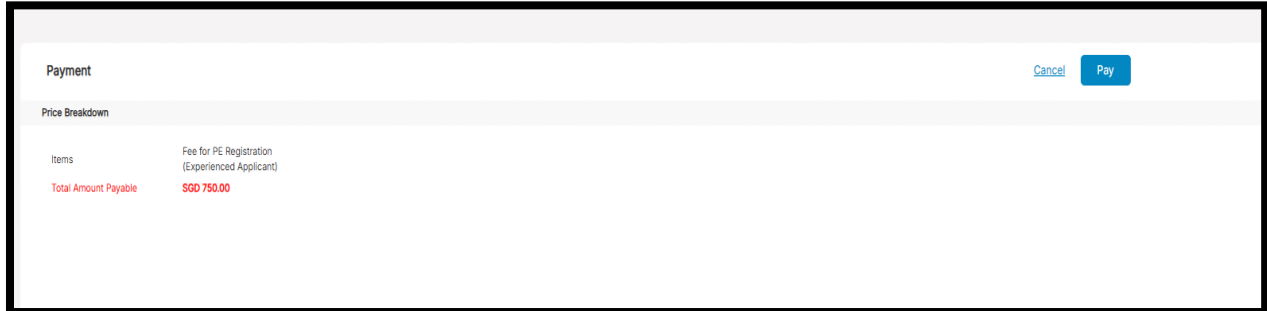 Payment
Cancel
Pay
Price Breakdown
Items
Fee for PE Registration
(Experienced Applicant)
Total Amount Payable
SGD 750.00